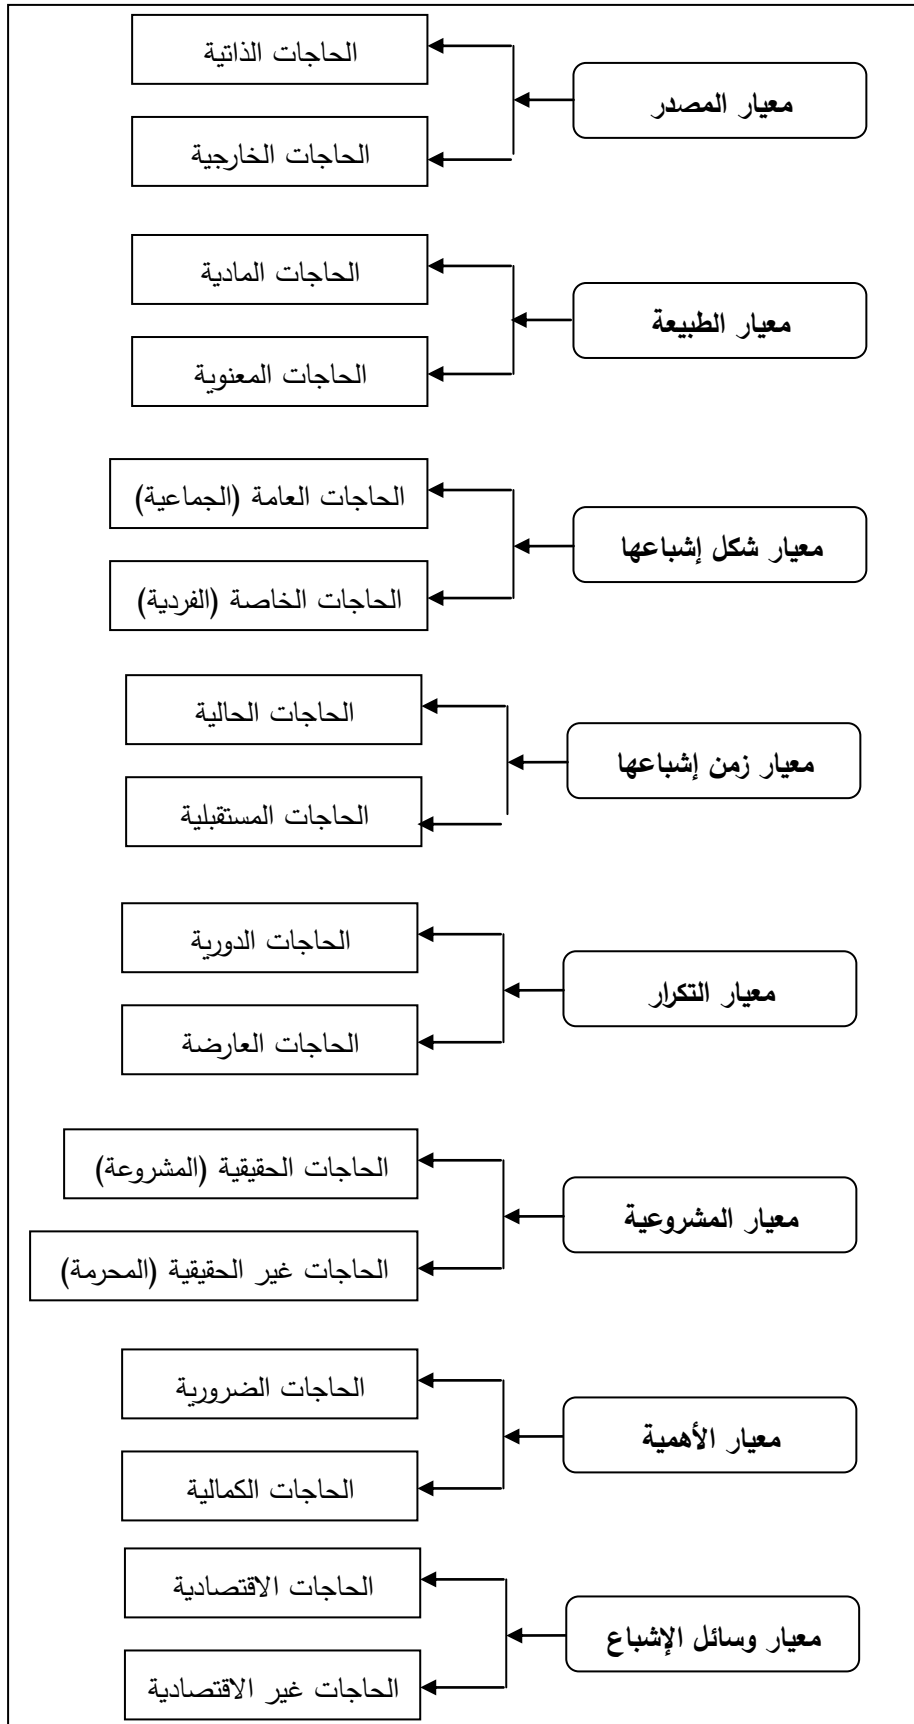 معيار المصدر
الحاجات الذاتية
الحاجات الخارجية
معيار الطبيعة
الحاجات المادية
الحاجات المعنوية
معيار شكل إشباعها
الحاجات العامة (الجماعية)
الحاجات الخاصة (الفردية)
معيار زمن إشباعها
الحاجات الحالية
الحاجات المستقبلية
معيار التكرار
الحاجات الدورية
الحاجات العارضة
معيار المشروعية
الحاجات الحقيقية (المشروعة)
الحاجات غير الحقيقية (المحرمة)
معيار الأهمية
الحاجات الضرورية
الحاجات الكمالية
معيار وسائل الإشباع
الحاجات الاقتصادية
الحاجات غير الاقتصادية